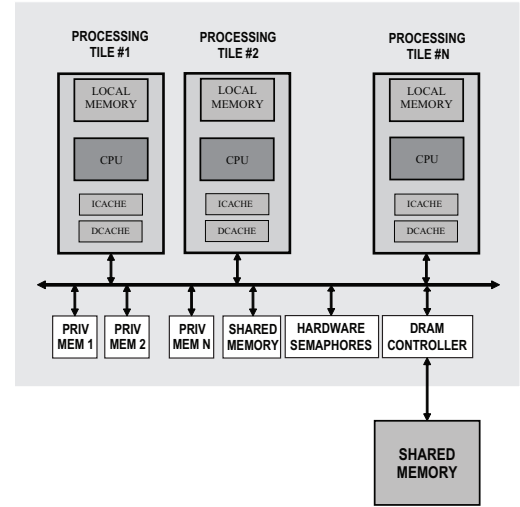 PROCESSING
TILE #1
PROCESSING
TILE #2
PROCESSING
TILE #N
LOCAL
MEMORY
CPU
ICACHE
DCACHE
LOCAL
MEMORY
CPU
ICACHE
DCACHE
LOCAL
MEMORY
CPU
ICACHE
DCACHE
PRIV
MEM 1
PRIV
MEM 2
PRIV
MEM N
SHARED
MEMORY
HARDWARE
SEMAPHORES
DRAM
CONTROLLER
SHARED
MEMORY